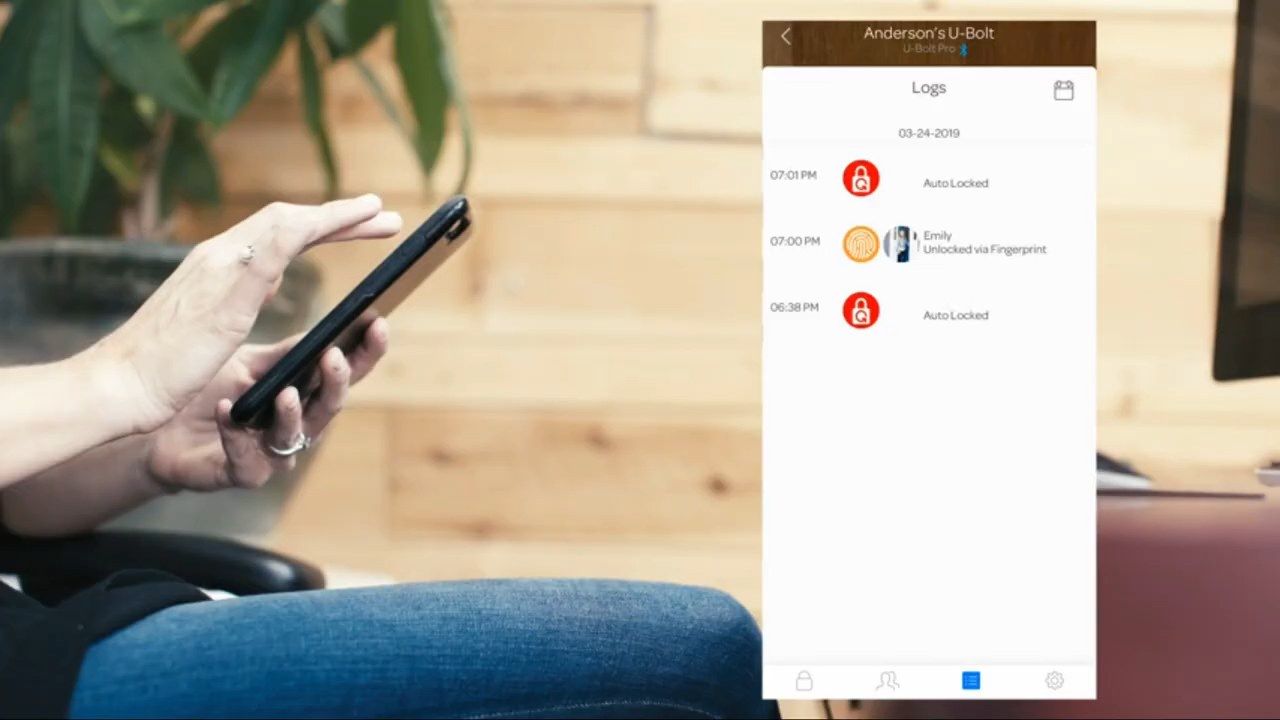 Anderson's U-Bolt
U-Bolt Pro
Logs
03-24-2019
07:01 PM
Auto Locked
07:00 PM
Emily
Unlocked via Fingerprint
06:38 PM
Auto Locked